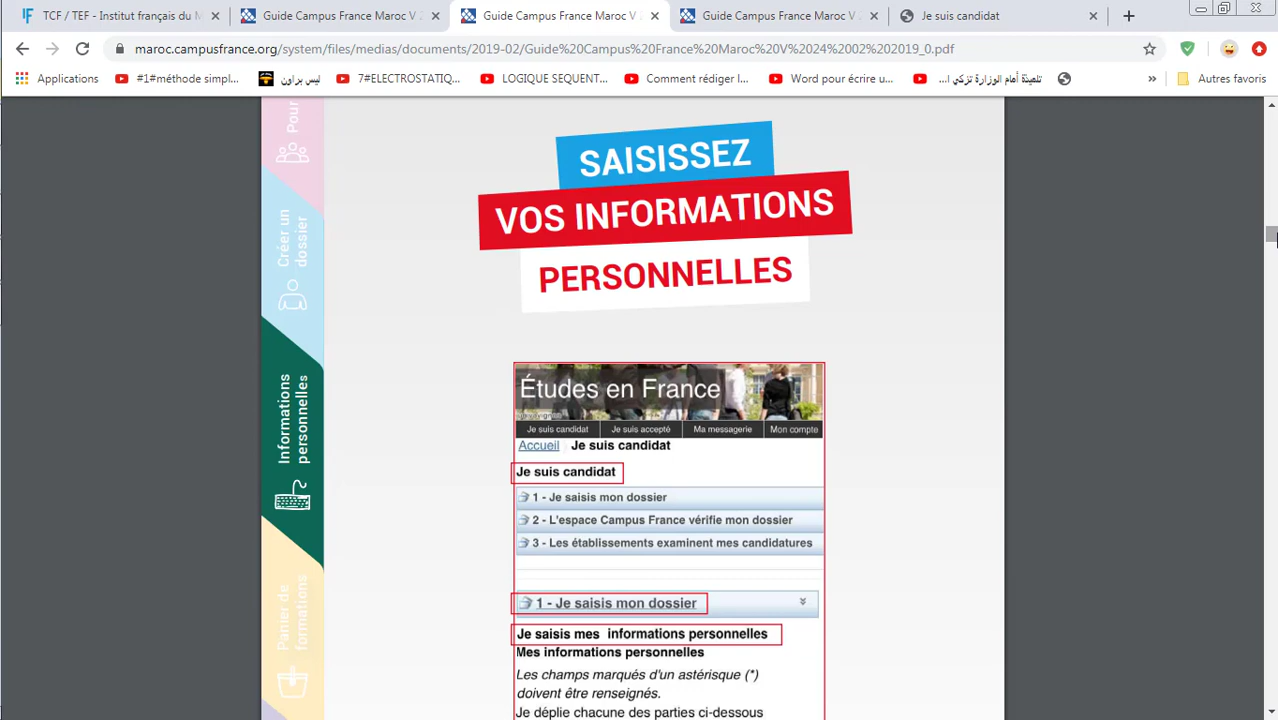 TCF / TEF - Institut français du M
Guide Campus France Maroc V 2
Guide Campus France Maroc V 2
Guide Campus France Maroc V 2
Je suis candidat
maroc.campusfrance.org/system/files/medias/documents/2019-02/Guide%20Campus%20France%20Maroc%20V%2024%2002%202019_0.pdf
Applications
#1#méthode simpl...
ليس براون
7#ELECTROSTATIQ...
LOGIQUE SEQUENT...
Comment rédiger l...
Word pour écrire u...
تلميذة أمام الوزارة تزكي ا...
»
Autres favoris
Pour
Créer un
dossier
Informations
personnelles
Panier de
formations
SAISISSEZ
VOS INFORMATIONS
PERSONNELLES
Études en France
Je suis candidat
Je suis accepté
Ma messagerie
Mon compte
Accueil Je suis candidat
Je suis candidat
1 - Je saisis mon dossier
2 - L'espace Campus France vérifie mon dossier
3 - Les établissements examinent mes candidatures
1 - Je saisis mon dossier
Je saisis mes informations personnelles
Mes informations personnelles
Les champs marqués d'un astérisque (*)
doivent être renseignés.
Je déplie chacune des parties ci-dessous